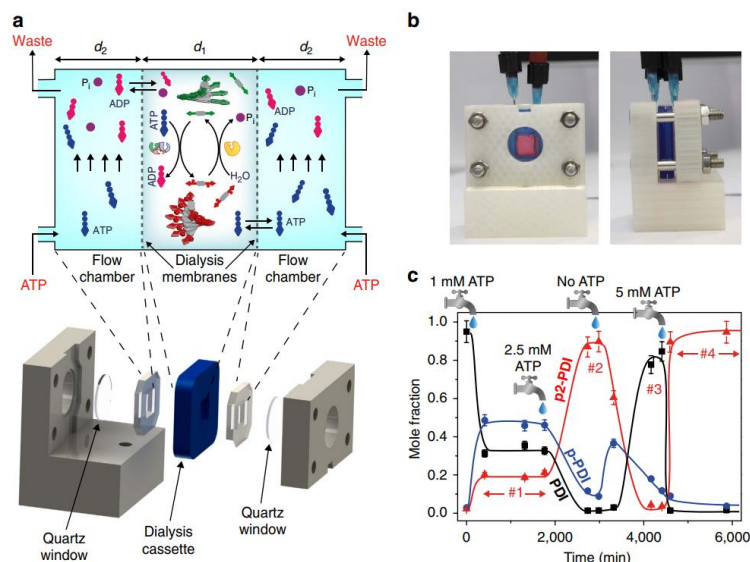 a
Waste
d2
d1
d2
Waste
Pi
ADP
ATP
Pi
ADP
H2O
ATP
Pi
ADP
ATP
ATP
Flow chamber
Dialysis membranes
Flow chamber
ATP
ATP
Quartz window
Dialysis cassette
Quartz window
b
c
1 mM ATP
No ATP
5 mM ATP
2.5 mM ATP
1.0
0.8
0.6
0.4
0.2
0.0
Mole fraction
p2-PDI
p-PDI
PDI
#1
#2
#3
#4
0
2,000
4,000
6,000
Time (min)